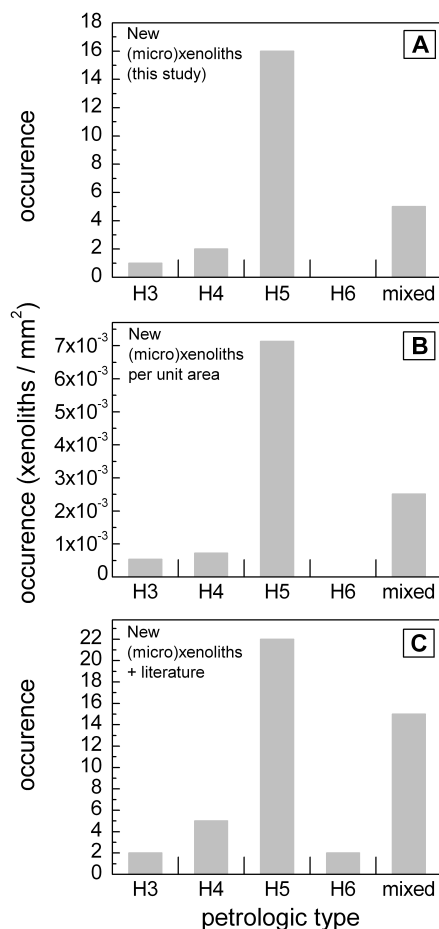 New
(micro)xenoliths
(this study)
A
occurence
18
16
14
12
10
8
6
4
2
0
H3 H4 H5 H6 mixed
New
(micro)xenoliths
per unit area
B
occurence (xenoliths / mm²)
7x10⁻³
6x10⁻³
5x10⁻³
4x10⁻³
3x10⁻³
2x10⁻³
1x10⁻³
0
H3 H4 H5 H6 mixed
New
(micro)xenoliths
+ literature
C
occurence
22
20
18
16
14
12
10
8
6
4
2
0
H3 H4 H5 H6 mixed
petrologic type